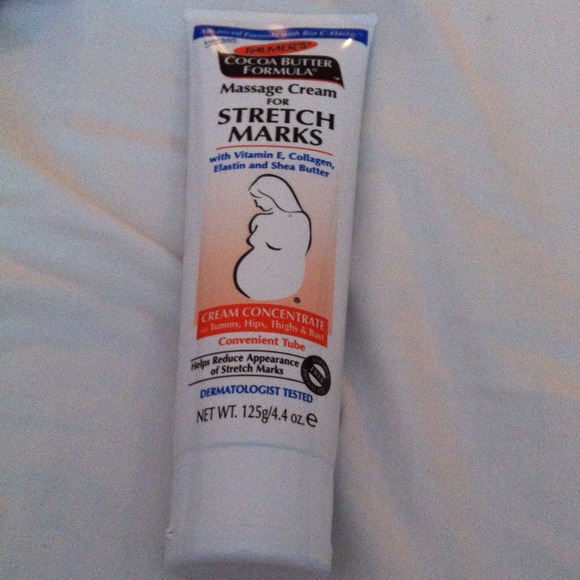 Advanced Formula with Bio C-Elaste
PALMER'S
COCOA BUTTER
FORMULA®
Massage Cream
FOR
STRETCH
MARKS
with Vitamin E, Collagen,
Elastin and Shea Butter
®
CREAM CONCENTRATE
for Tummy, Hips, Thighs & Bust
Convenient Tube
Helps Reduce Appearance
of Stretch Marks
DERMATOLOGIST TESTED
NET WT. 125g/4.4 oz. e